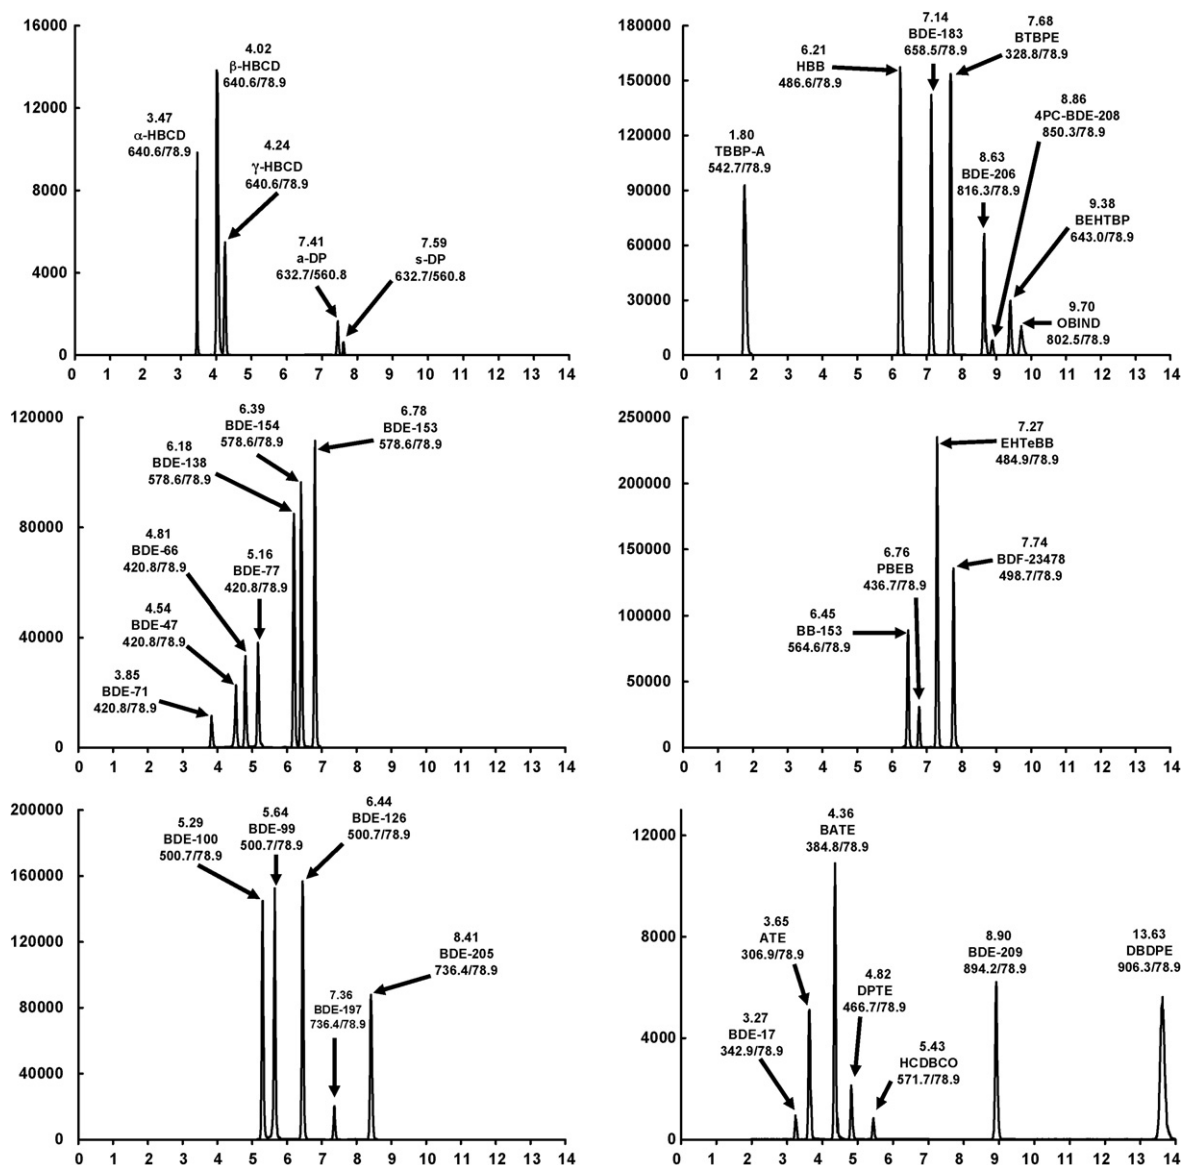 16000
12000
8000
4000
0
3.47
α-HBCD
640.6/78.9
4.02
β-HBCD
640.6/78.9
4.24
γ-HBCD
640.6/78.9
7.41
a-DP
632.7/560.8
7.59
s-DP
632.7/560.8
0 1 2 3 4 5 6 7 8 9 10 11 12 13 14
180000
150000
120000
90000
60000
30000
0
1.80
TBBP-A
542.7/78.9
6.21
HBB
486.6/78.9
7.14
BDE-183
658.5/78.9
7.68
BTBPE
328.8/78.9
8.86
4PC-BDE-208
850.3/78.9
8.63
BDE-206
816.3/78.9
9.38
BEHTBP
643.0/78.9
9.70
OBIND
802.5/78.9
0 1 2 3 4 5 6 7 8 9 10 11 12 13 14
120000
80000
40000
0
3.85
BDE-71
420.8/78.9
4.54
BDE-47
420.8/78.9
4.81
BDE-66
420.8/78.9
5.16
BDE-77
420.8/78.9
6.18
BDE-138
578.6/78.9
6.39
BDE-154
578.6/78.9
6.78
BDE-153
578.6/78.9
0 1 2 3 4 5 6 7 8 9 10 11 12 13 14
250000
200000
150000
100000
50000
0
6.45
BB-153
564.6/78.9
6.76
PBEB
436.7/78.9
7.27
EHTeBB
484.9/78.9
7.74
BDF-23478
498.7/78.9
0 1 2 3 4 5 6 7 8 9 10 11 12 13 14
200000
160000
120000
80000
40000
0
5.29
BDE-100
500.7/78.9
5.64
BDE-99
500.7/78.9
6.44
BDE-126
500.7/78.9
7.36
BDE-197
736.4/78.9
8.41
BDE-205
736.4/78.9
0 1 2 3 4 5 6 7 8 9 10 11 12 13 14
12000
8000
4000
0
3.27
BDE-17
342.9/78.9
3.65
ATE
306.9/78.9
4.36
BATE
384.8/78.9
4.82
DPTE
466.7/78.9
5.43
HCDBCO
571.7/78.9
8.90
BDE-209
894.2/78.9
13.63
DBDPE
906.3/78.9
0 1 2 3 4 5 6 7 8 9 10 11 12 13 14